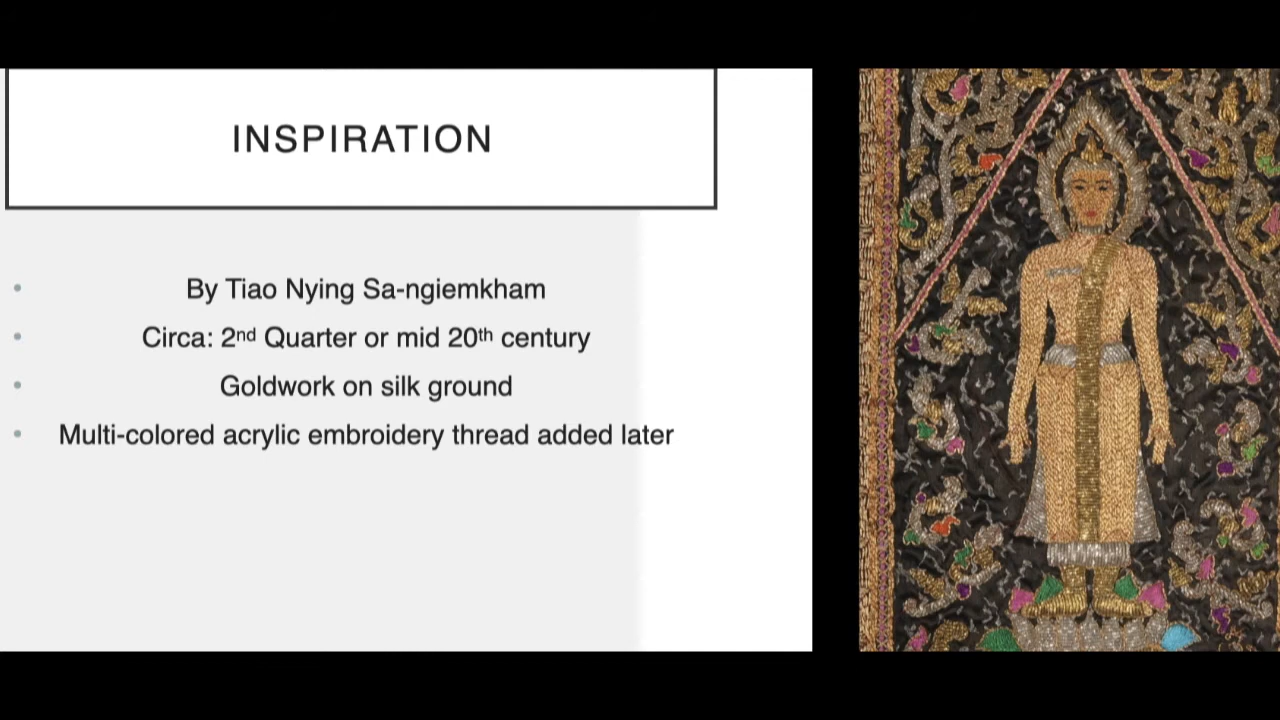 INSPIRATION
By Tiao Nying Sa-ngiemkham
Circa: 2nd Quarter or mid 20th century
Goldwork on silk ground
Multi-colored acrylic embroidery thread added later